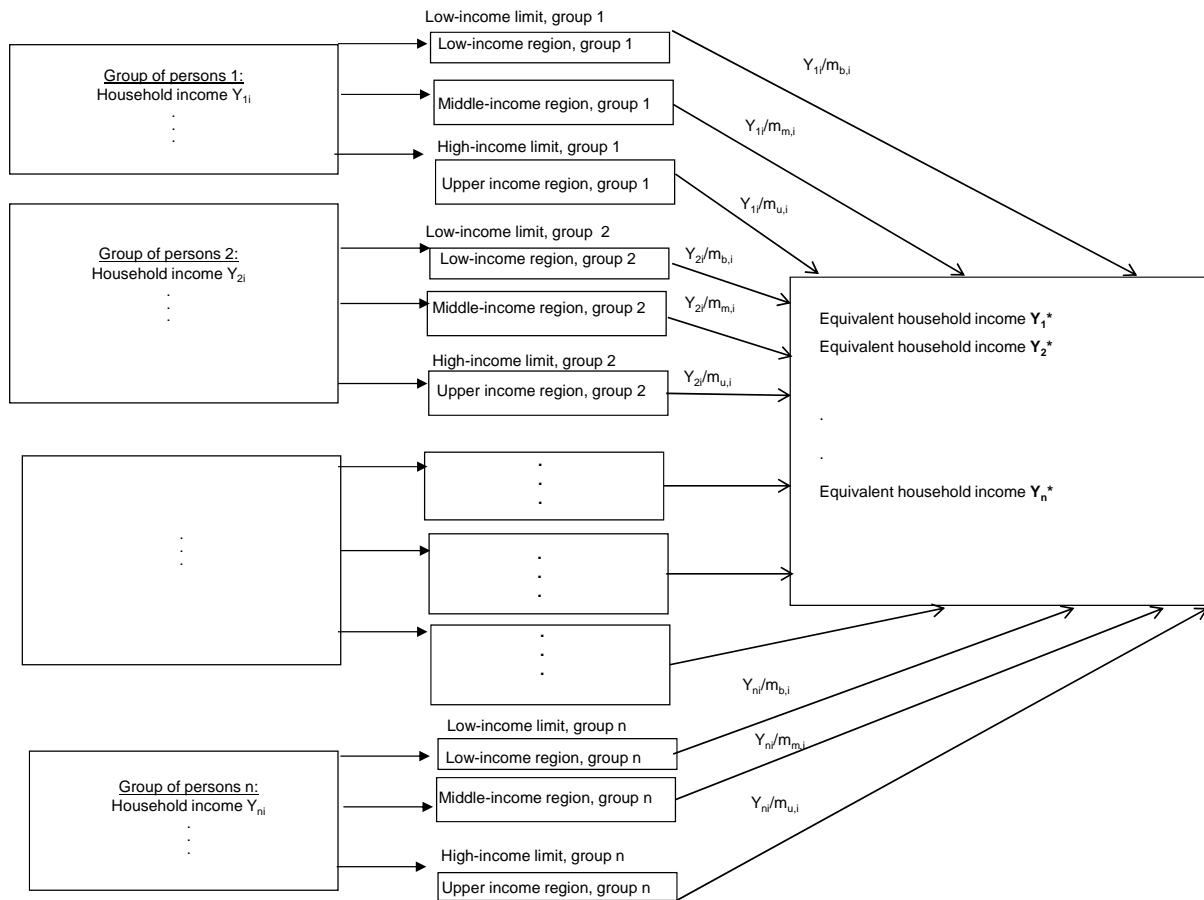 Group of persons 1:
Household income Y1i
.
.
.
Low-income limit, group 1
Low-income region, group 1
Middle-income region, group 1
High-income limit, group 1
Upper income region, group 1
Y1i/mb,i
Y1i/mm,i
Y1i/mu,i
Group of persons 2:
Household income Y2i
.
.
.
Low-income limit, group 2
Low-income region, group 2
Middle-income region, group 2
High-income limit, group 2
Upper income region, group 2
Y2i/mb,i
Y2i/mm,i
Y2i/mu,i
Equivalent household income Y1*
Equivalent household income Y2*
.
.
Equivalent household income Yn*
.
.
.
.
.
.
.
.
.
.
.
.
Group of persons n:
Household income Yni
.
.
.
Low-income limit, group n
Low-income region, group n
Middle-income region, group n
High-income limit, group n
Upper income region, group n
Yni/mb,i
Yni/mm,i
Yni/mu,i